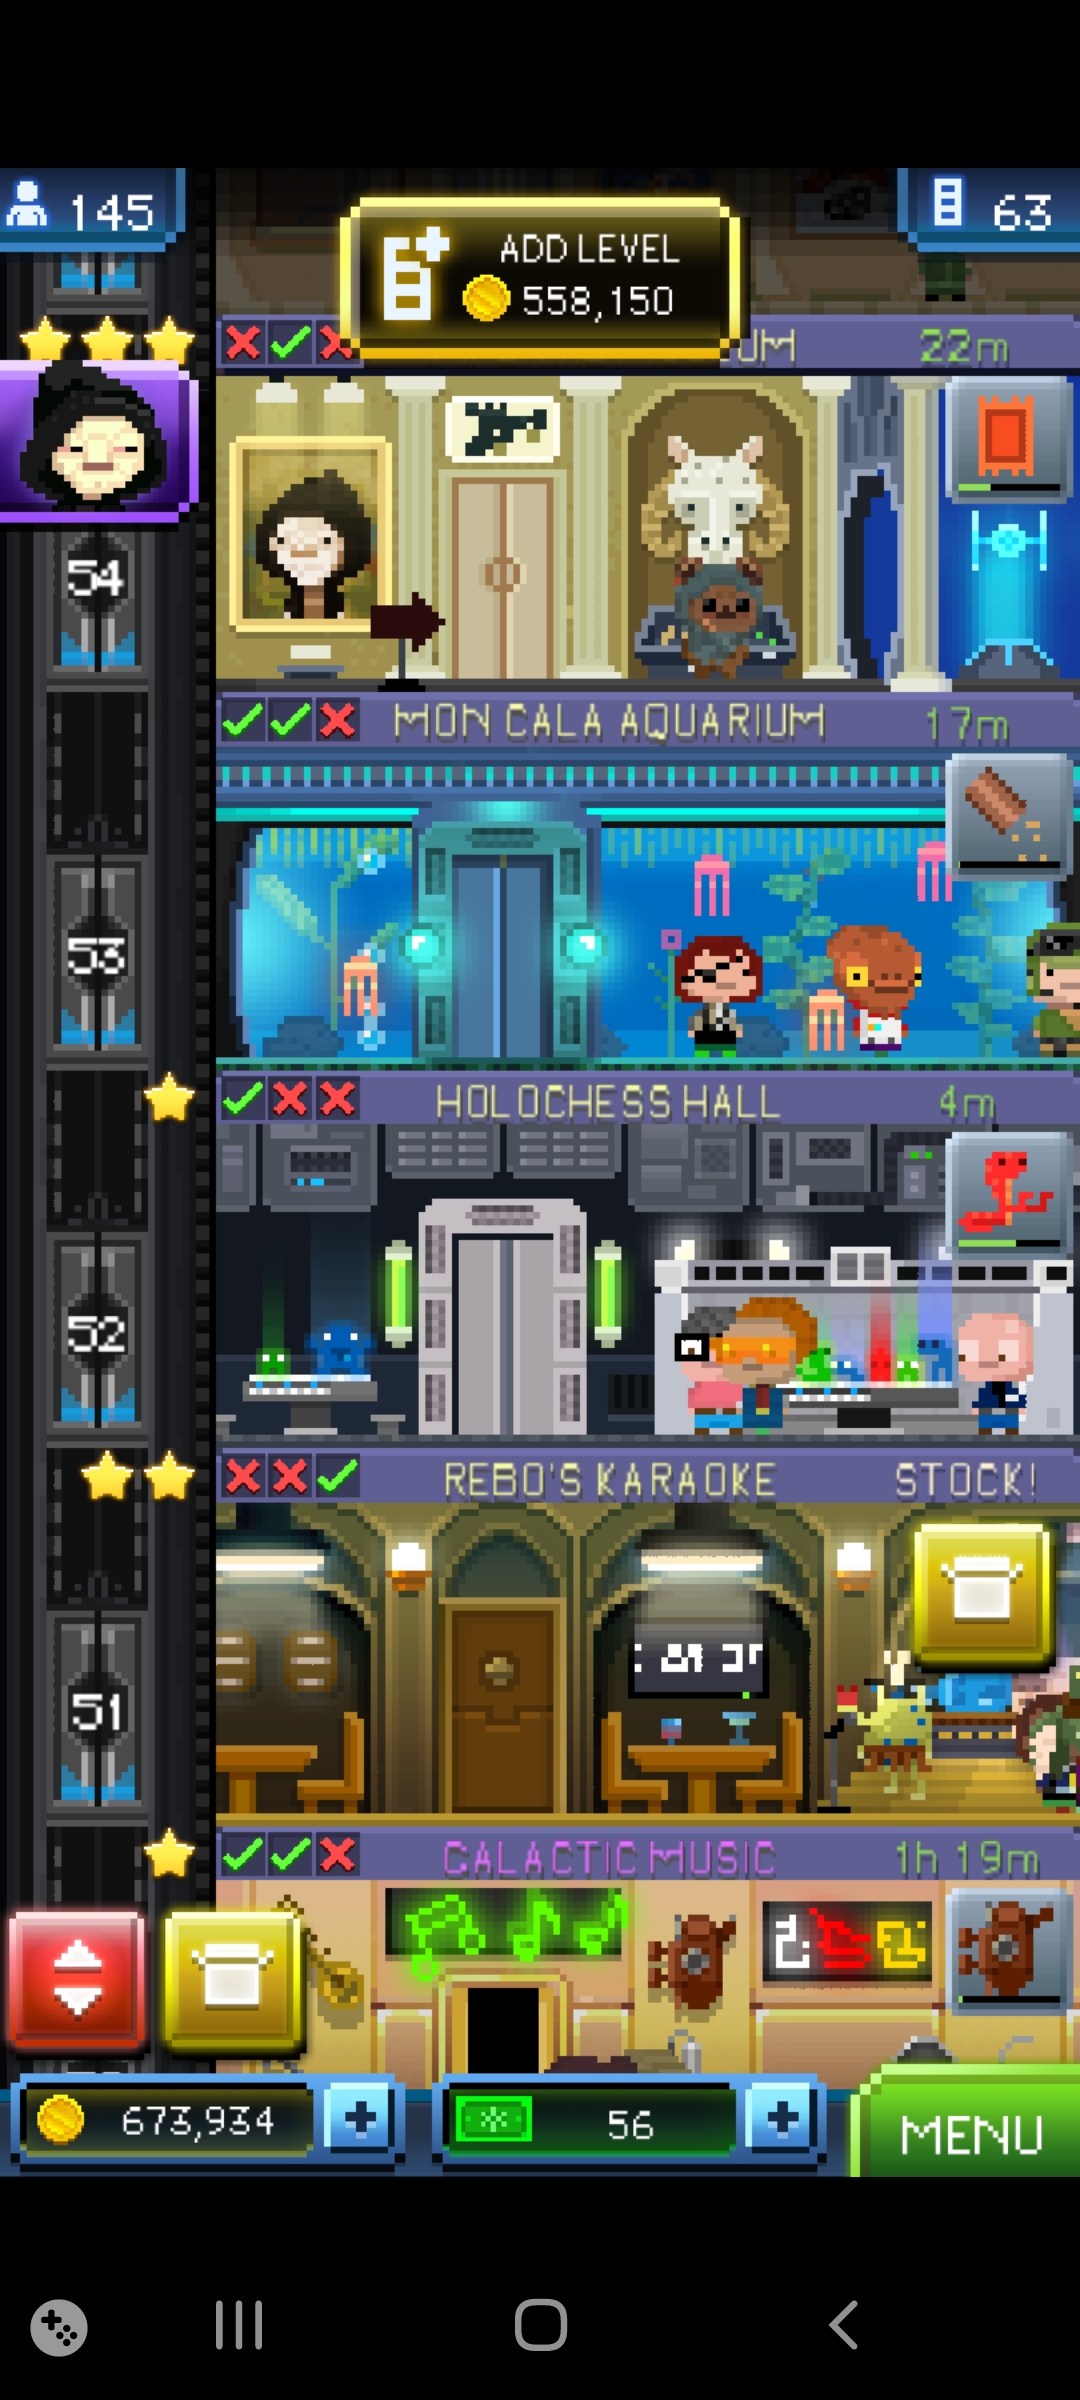 145
ADD LEVEL
558,150
63
UM 22m
54
MON CALA AQUARIUM 17m
53
HOLOCHESS HALL 4m
52
REBO'S KARAOKE STOCK!
51
GALACTIC MUSIC 1h 19m
673,934
56
MENU